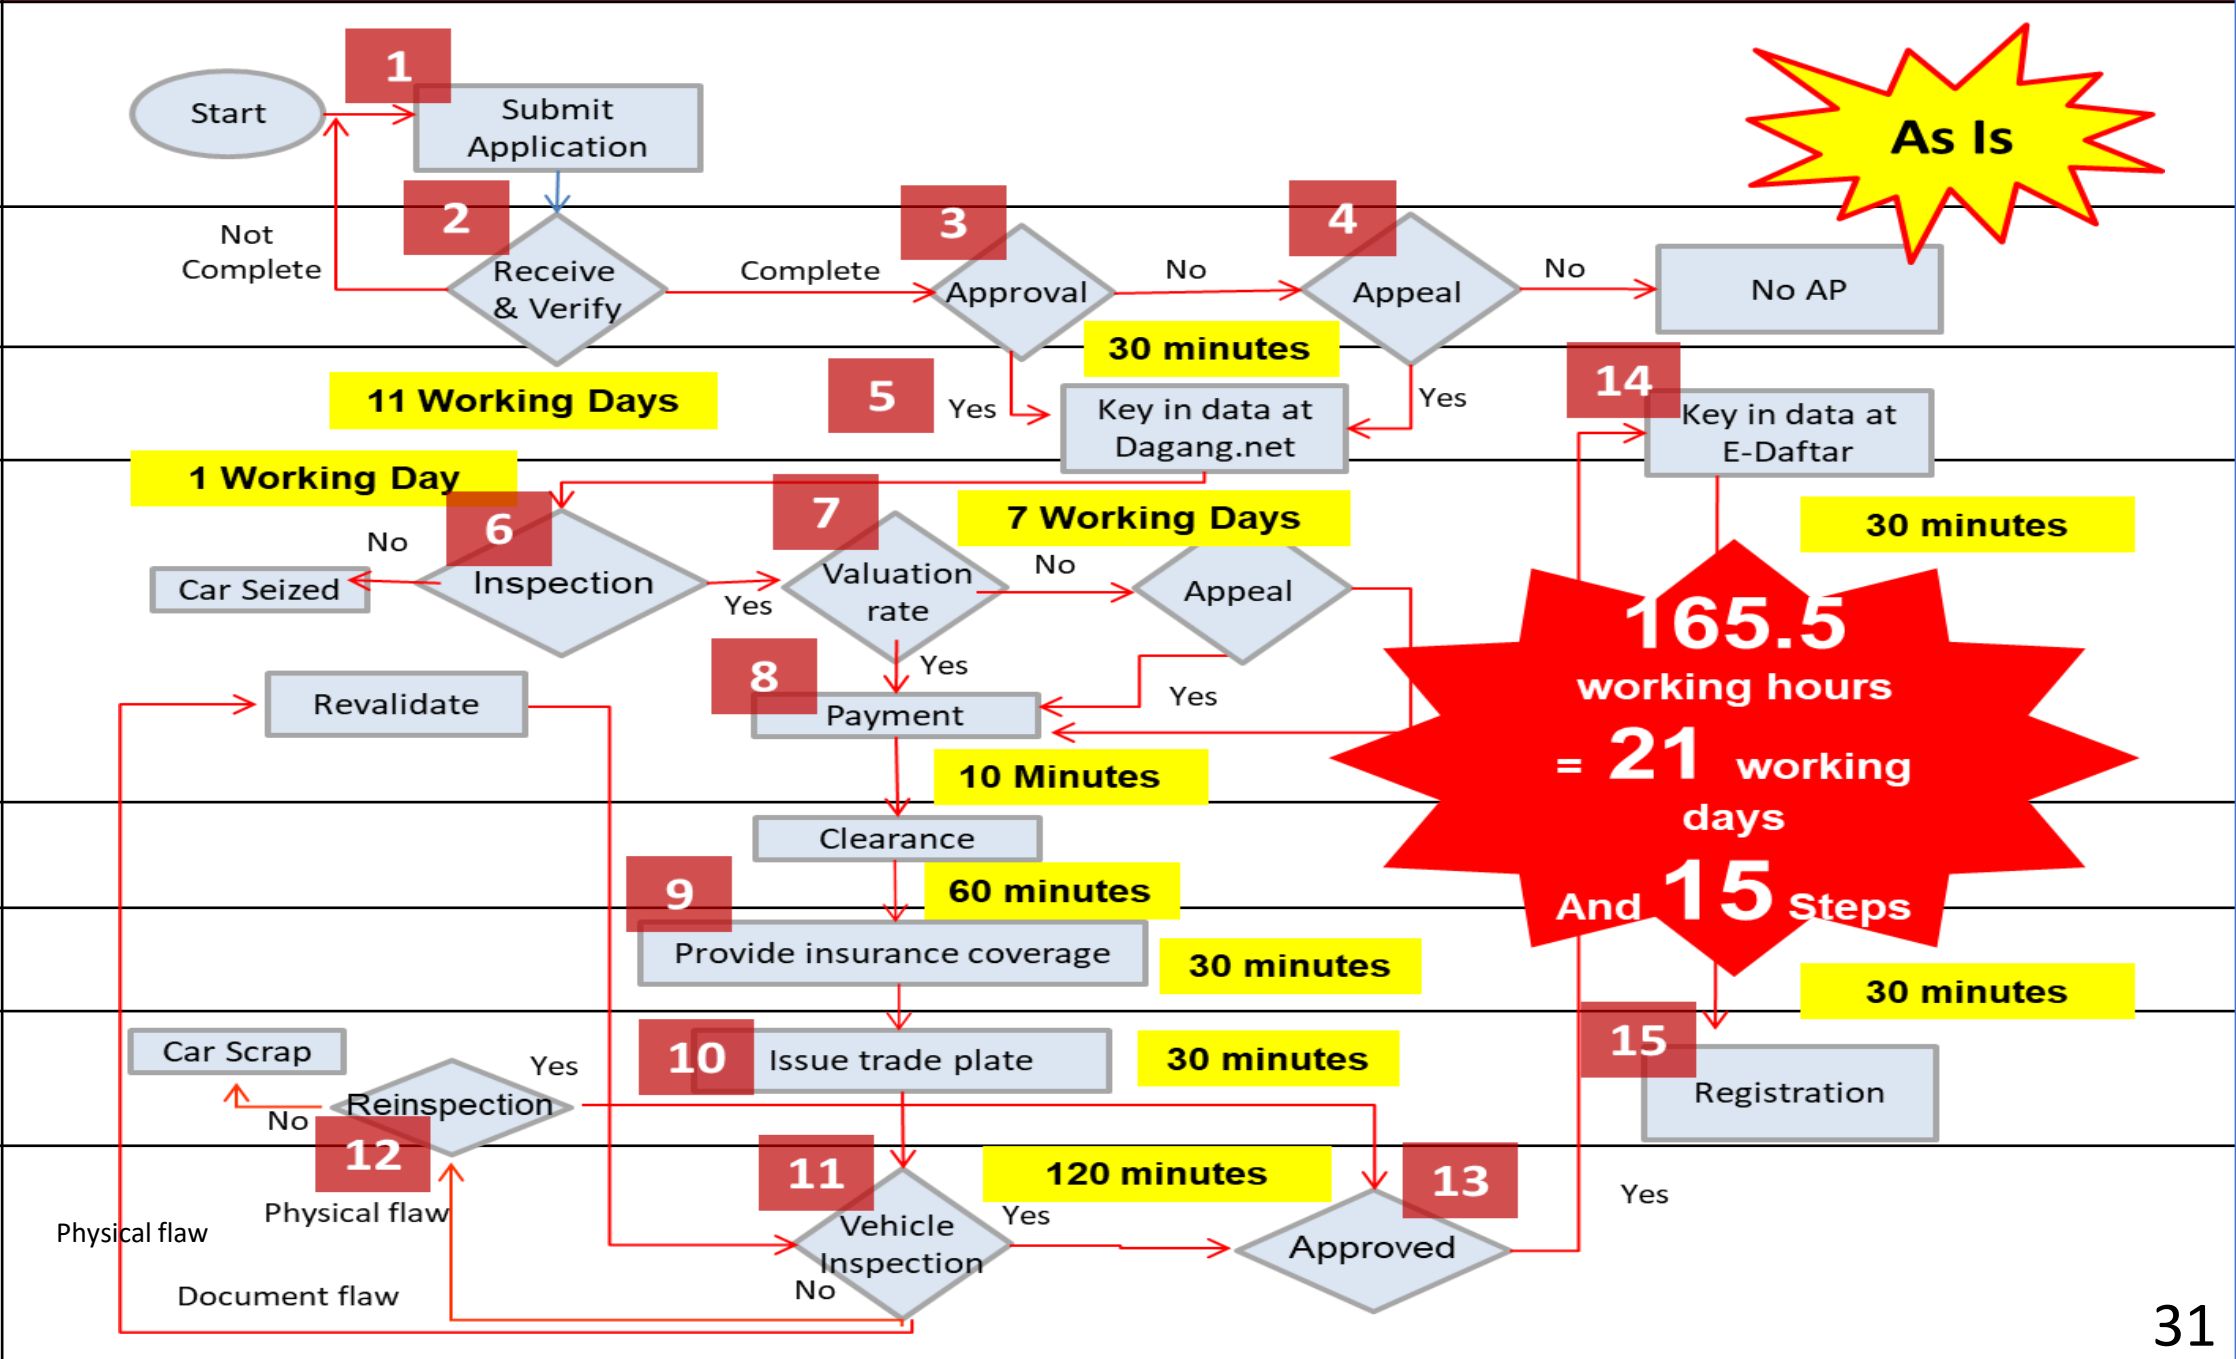 1
Start
Submit
Application
As Is
2
3
4
Not
Complete
Receive
& Verify
Complete
Approval
No
Appeal
No
No AP
30 minutes
11 Working Days
5
Yes
Key in data at
Dagang.net
Yes
14
Key in data at
E-Daftar
1 Working Day
6
7
7 Working Days
30 minutes
No
Car Seized
Inspection
Yes
Valuation
rate
No
Appeal
165.5
working hours
= 21 working
days
And 15 Steps
Revalidate
8
Yes
Payment
Yes
10 Minutes
Clearance
9
60 minutes
Provide insurance coverage
30 minutes
30 minutes
Car Scrap
Yes
10
Issue trade plate
30 minutes
15
Registration
Reinspection
No
12
11
120 minutes
13
Yes
Physical flaw
Physical flaw
Vehicle
Inspection
Yes
Approved
No
Document flaw
31